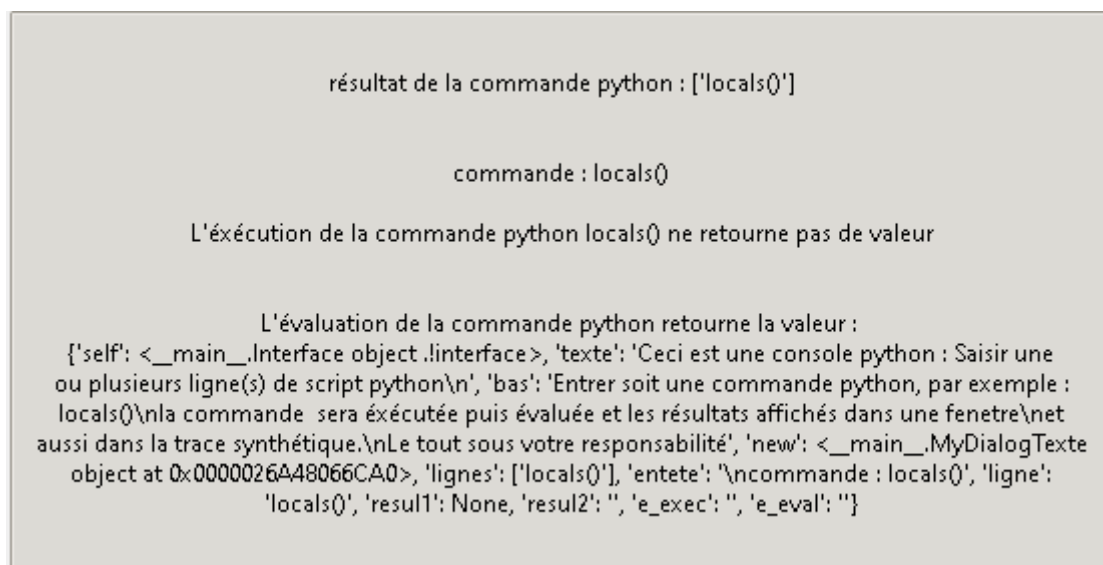 résultat de la commande python : ['locals()']
commande : locals()
L'éxécution de la commande python locals() ne retourne pas de valeur
L'évaluation de la commande python retourne la valeur :
{'self': <__main__.Interface object .!interface>, 'texte': 'Ceci est une console python : Saisir une
ou plusieurs ligne(s) de script python\n', 'bas': 'Entrer soit une commande python, par exemple :
locals()\nla commande  sera éxécutée puis évaluée et les résultats affichés dans une fenetre\net
aussi dans la trace synthétique.\nLe tout sous votre responsabilité', 'new': <__main__.MyDialogTexte
object at 0x0000026A48066CA0>, 'lignes': ['locals()'], 'entete': '\ncommande : locals()', 'ligne':
'locals()', 'resul1': None, 'resul2': '', 'e_exec': '', 'e_eval': ''}